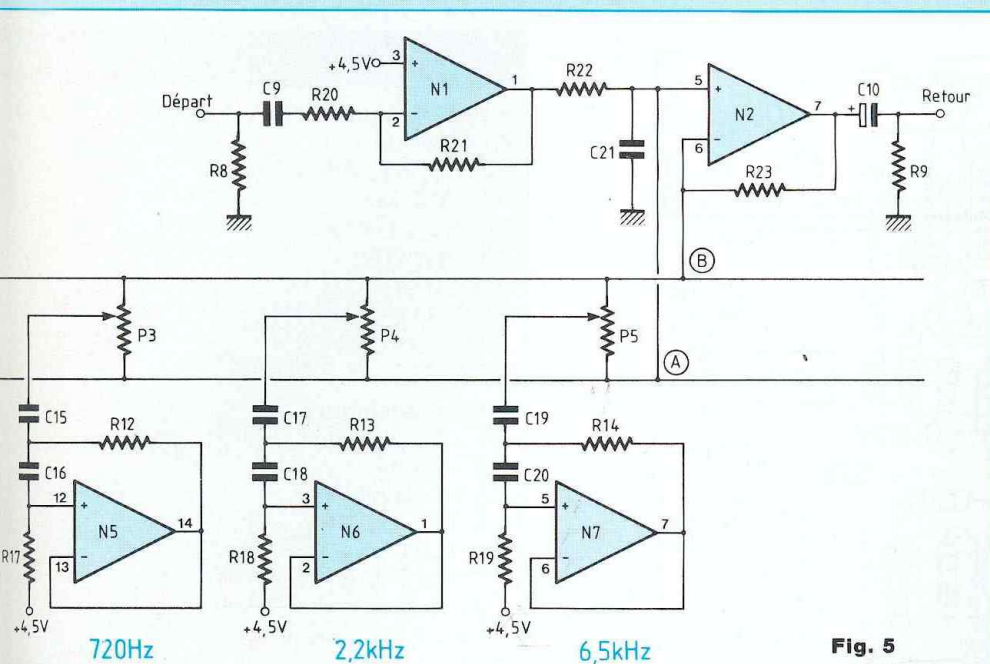 +4,5V 3 + N1 1 R22 5 + N2 7 + C10 Retour
Départ C9 R20 2 - 6 -
R8 R21 C21 R23 R9
B
P3 P4 P5
A
C15 R12 C17 R13 C19 R14
C16 C18 C20
12 + N5 14 3 + N6 1 5 + N7 7
R17 13 - R18 2 - R19 6 -
+4,5V +4,5V +4,5V
720Hz 2,2kHz 6,5kHz Fig. 5